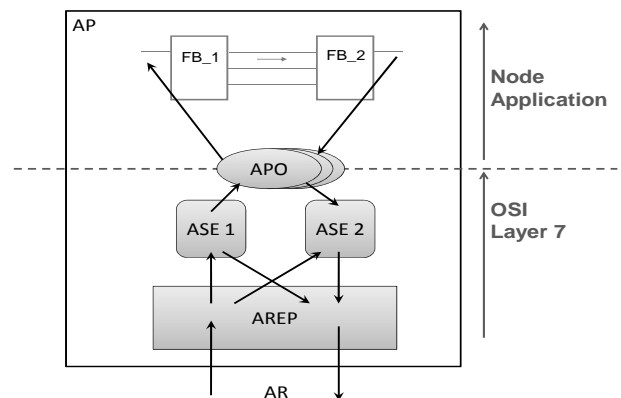 AP
FB_1
FB_2
Node
Application
APO
OSI
Layer 7
ASE 1
ASE 2
AREP
AR